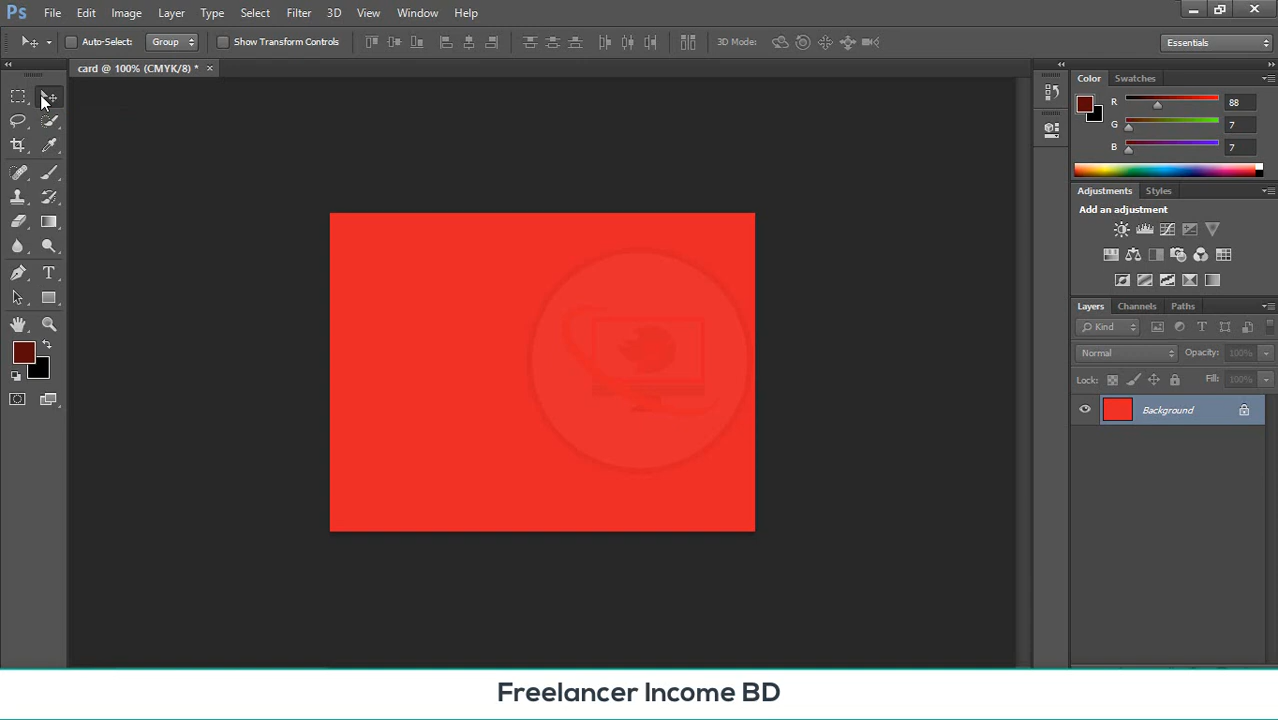 Ps File Edit Image Layer Type Select Filter 3D View Window Help
Auto-Select: Group Show Transform Controls 3D Mode: Essentials
card @ 100% (CMYK/8) * ×
Color Swatches
R 88
G 7
B 7
Adjustments Styles
Add an adjustment
Layers Channels Paths
Kind
Normal Opacity: 100%
Lock: Fill: 100%
Background
Freelancer Income BD